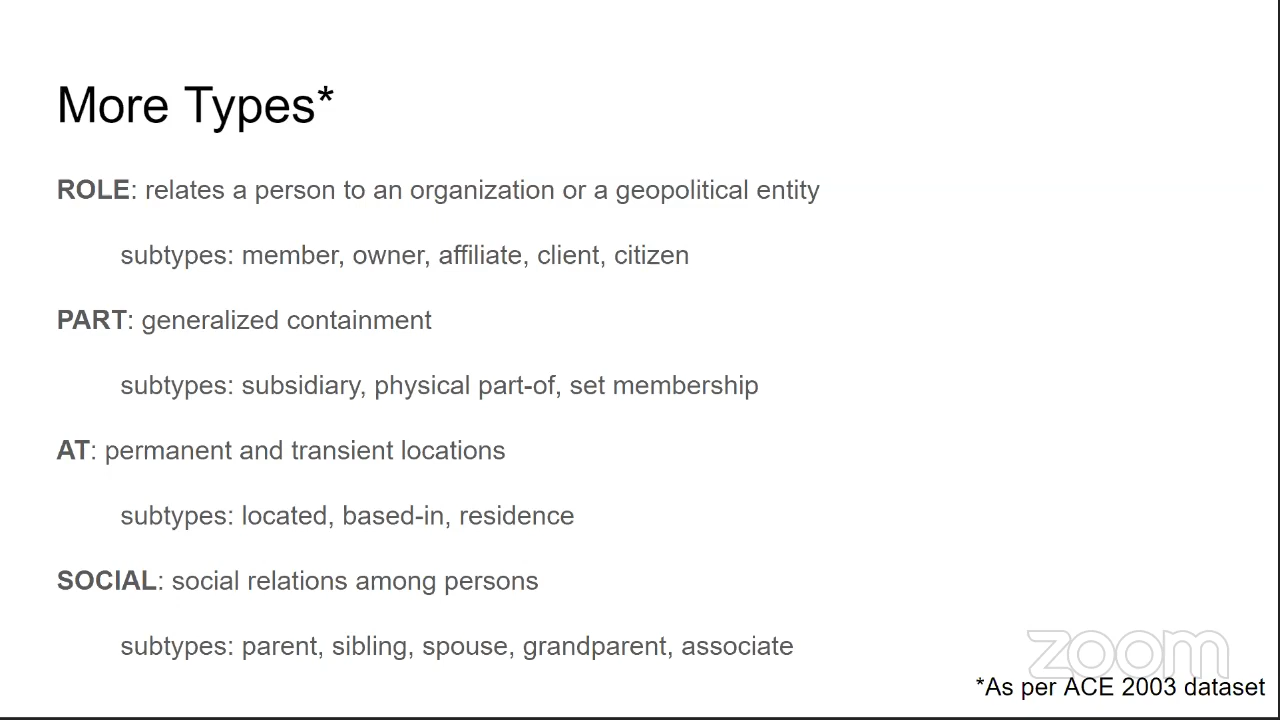 More Types*
ROLE: relates a person to an organization or a geopolitical entity
subtypes: member, owner, affiliate, client, citizen
PART: generalized containment
subtypes: subsidiary, physical part-of, set membership
AT: permanent and transient locations
subtypes: located, based-in, residence
SOCIAL: social relations among persons
subtypes: parent, sibling, spouse, grandparent, associate
zoom
*As per ACE 2003 dataset